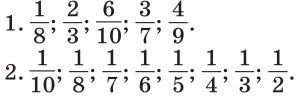 1. 1/8; 2/3; 6/10; 3/7; 4/9.
2. 1/10; 1/8; 1/7; 1/6; 1/5; 1/4; 1/3; 1/2.